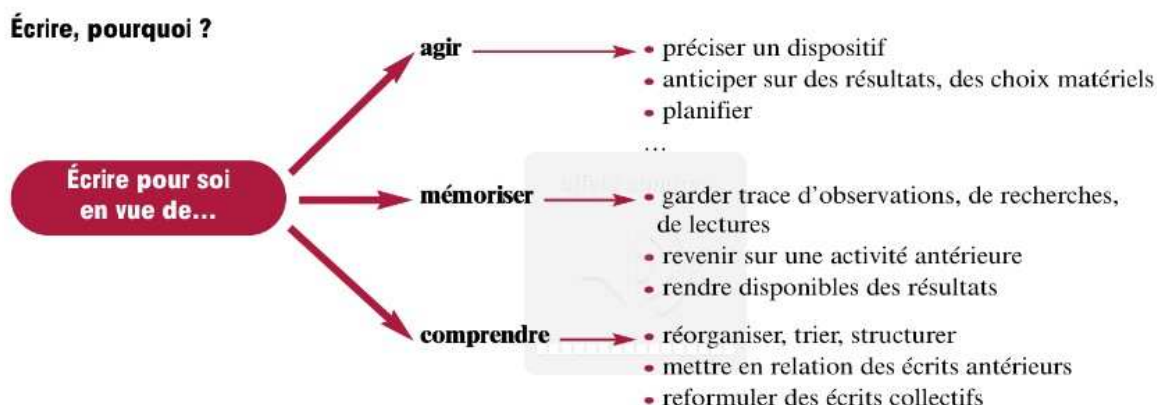 Écrire, pourquoi ?
agir
• préciser un dispositif
• anticiper sur des résultats, des choix matériels
• planifier
…
Écrire pour soi
en vue de…
mémoriser
• garder trace d’observations, de recherches,
de lectures
• revenir sur une activité antérieure
• rendre disponibles des résultats
comprendre
• réorganiser, trier, structurer
• mettre en relation des écrits antérieurs
• reformuler des écrits collectifs